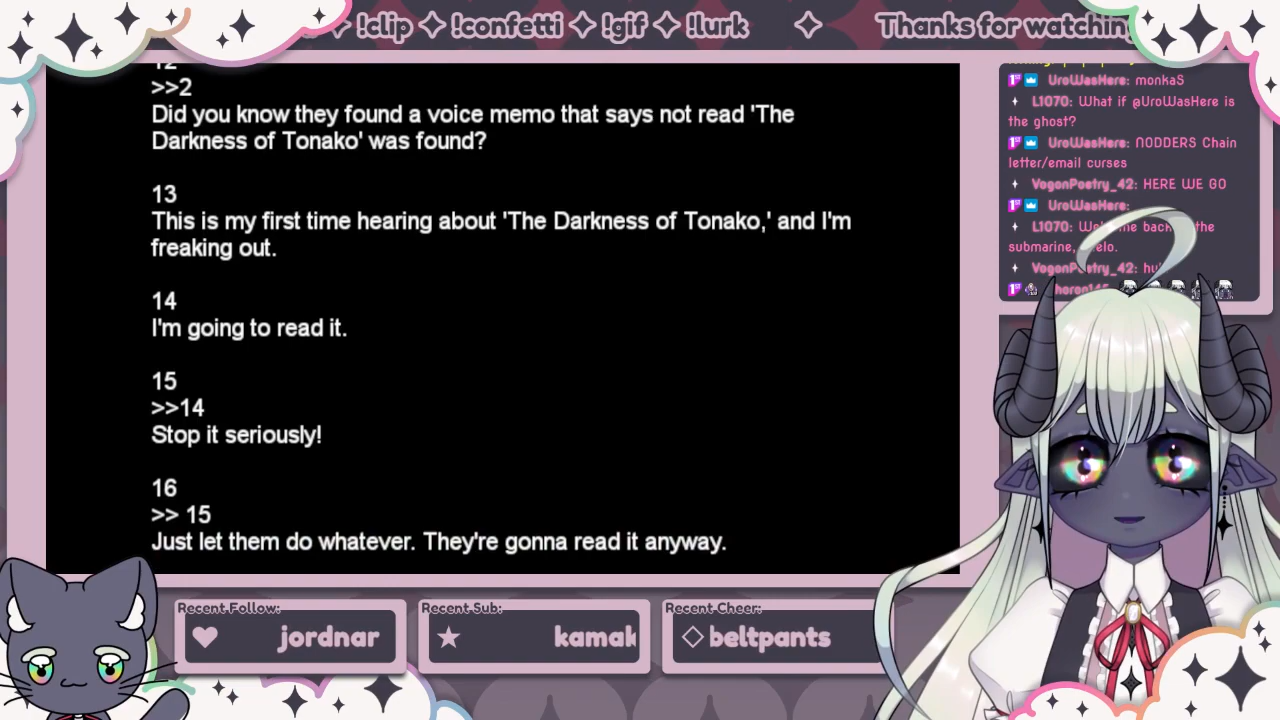 !clip ✧ !confetti ✧ !gif ✧ !lurk ✧ Thanks for watching
12
>>2
Did you know they found a voice memo that says not read 'The
Darkness of Tonako' was found?
13
This is my first time hearing about 'The Darkness of Tonako,' and I'm
freaking out.
14
I'm going to read it.
15
>>14
Stop it seriously!
16
>> 15
Just let them do whatever. They're gonna read it anyway.
UroWasHere: monkaS
L1070: What if @UroWasHere is
the ghost?
UroWasHere: NODDERS Chain
letter/email curses
VogonPoetry_42: HERE WE GO
UroWasHere:
L1070: me back the
submarine,
VogonPoetry_42:
Recent Follow:
jordnar
Recent Sub:
kamak
Recent Cheer:
beltpants